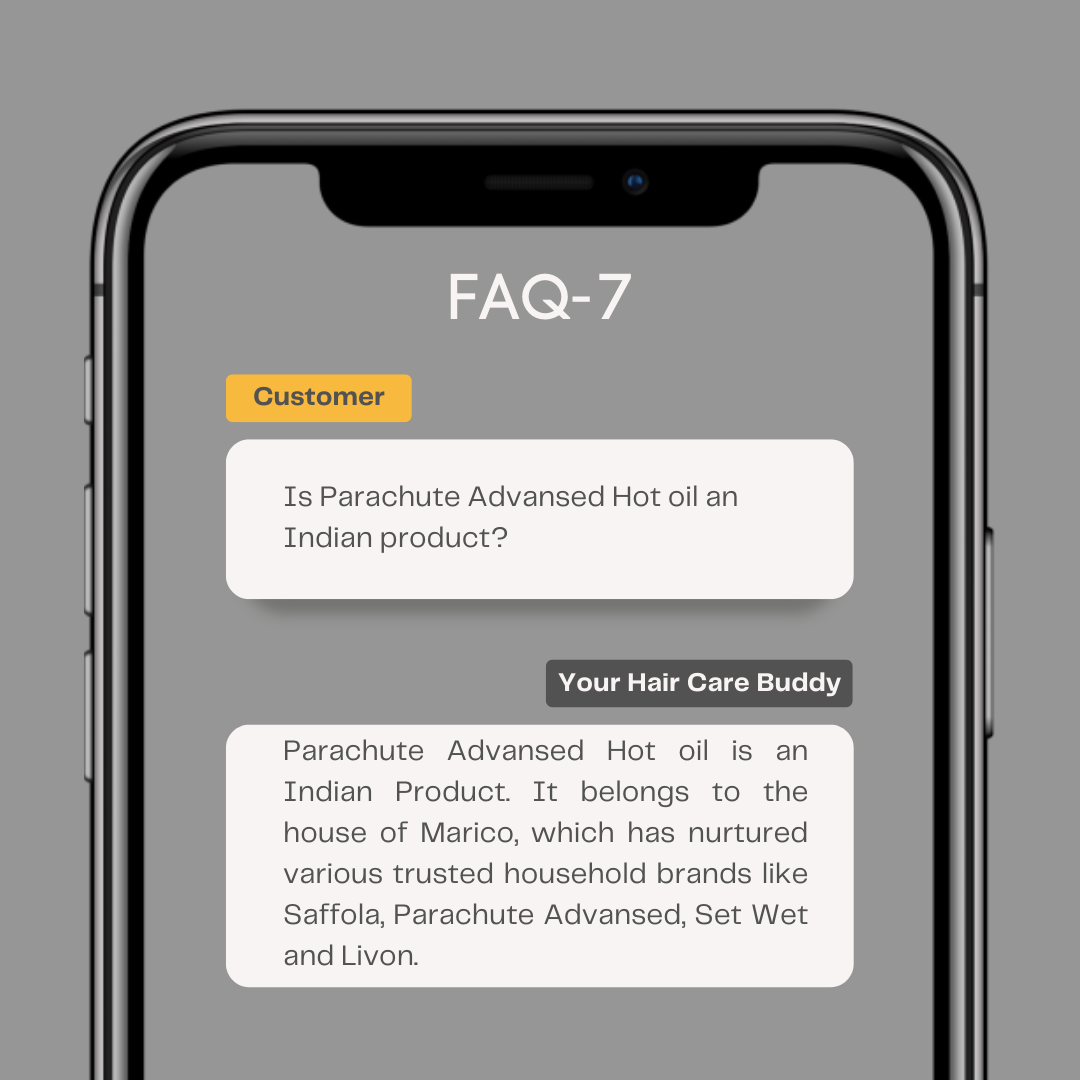 FAQ-7
Customer
Is Parachute Advansed Hot oil an
Indian product?
Your Hair Care Buddy
Parachute Advansed Hot oil is an
Indian Product. It belongs to the
house of Marico, which has nurtured
various trusted household brands like
Saffola, Parachute Advansed, Set Wet
and Livon.